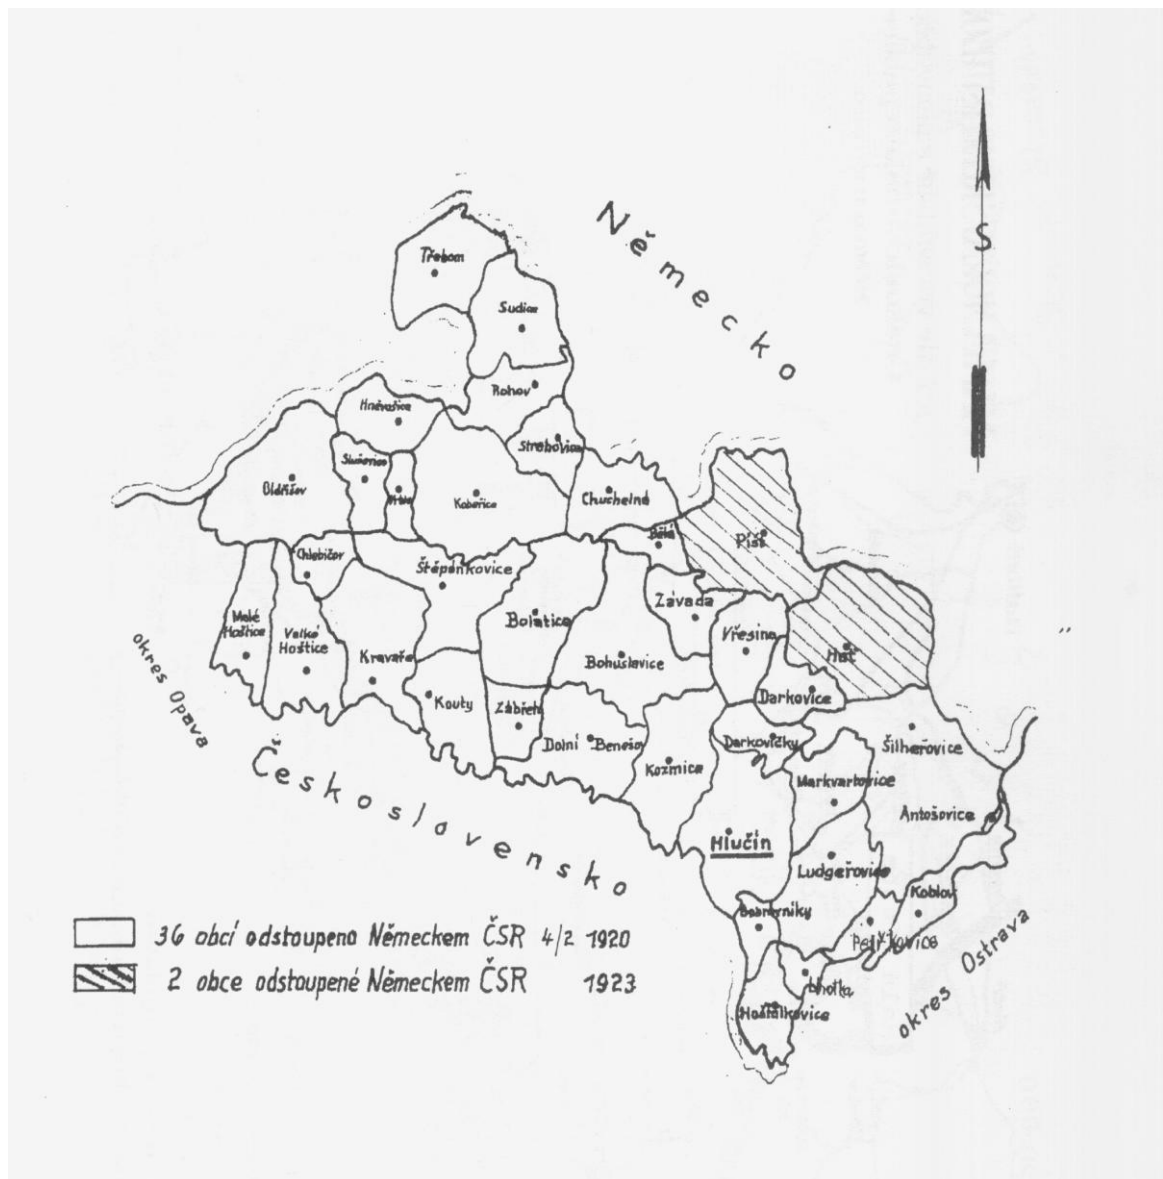 Německo
S
Třebom
Sudice
Rohov
Hněvošice
Strahovice
Služovice
Oldřišov
Kobeřice
Chuchelná
Bělá
Píšť
Chlebičov
Štěpánkovice
Závada
Malé
Hoštice
Velké
Hoštice
Bolatice
Vřesina
Hať
Kravaře
Bohuslavice
Darkovice
Kouty
Zábřeh
Dolní Benešov
Darkovičky
Šilheřovice
Kozmice
Markvartovice
Antošovice
Hlučín
Ludgeřovice
Koblov
Bobrovníky
Petřkovice
Lhotka
Hošťálkovice
okres Opava
Československo
okres Ostrava
36 obcí odstoupeno Německem ČSR 4/2 1920
2 obce odstoupené Německem ČSR 1923